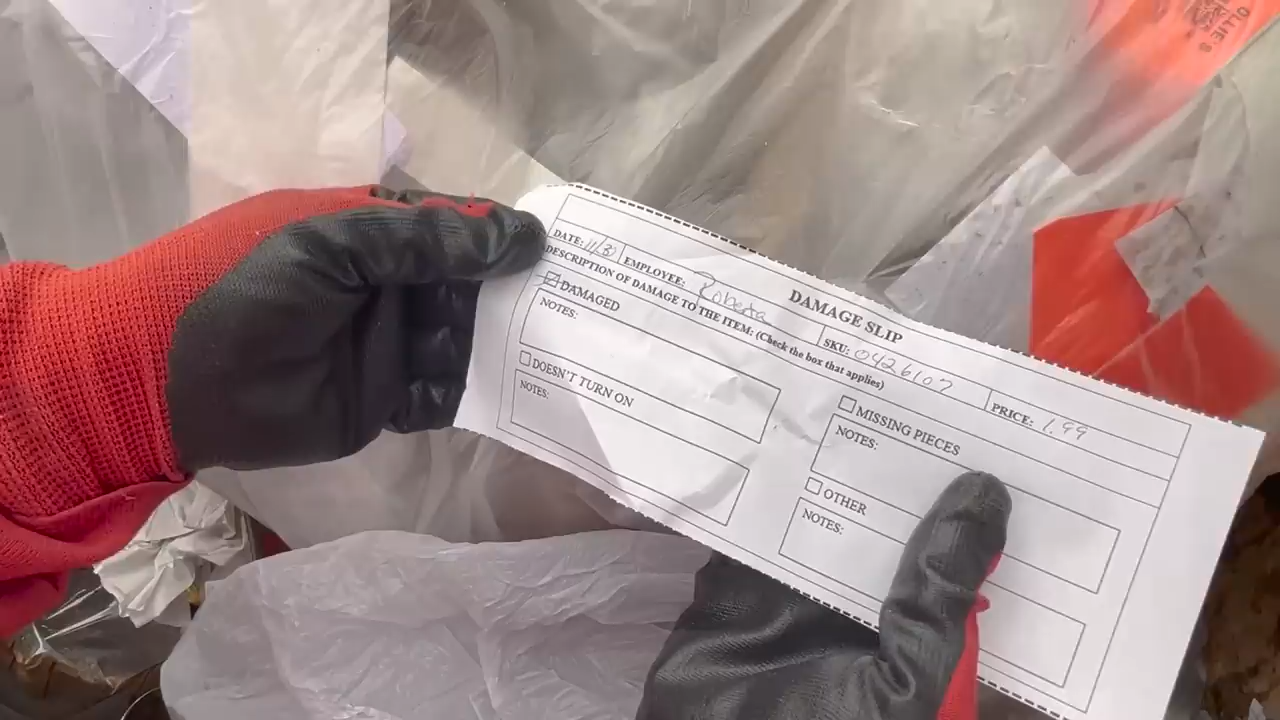 DAMAGE SLIP
DATE: 11/3 EMPLOYEE: Roberta SKU: 0426107 PRICE: 1.99
DESCRIPTION OF DAMAGE TO THE ITEM: (Check the box that applies)
DAMAGED
NOTES:
DOESN'T TURN ON
NOTES:
MISSING PIECES
NOTES:
OTHER
NOTES: